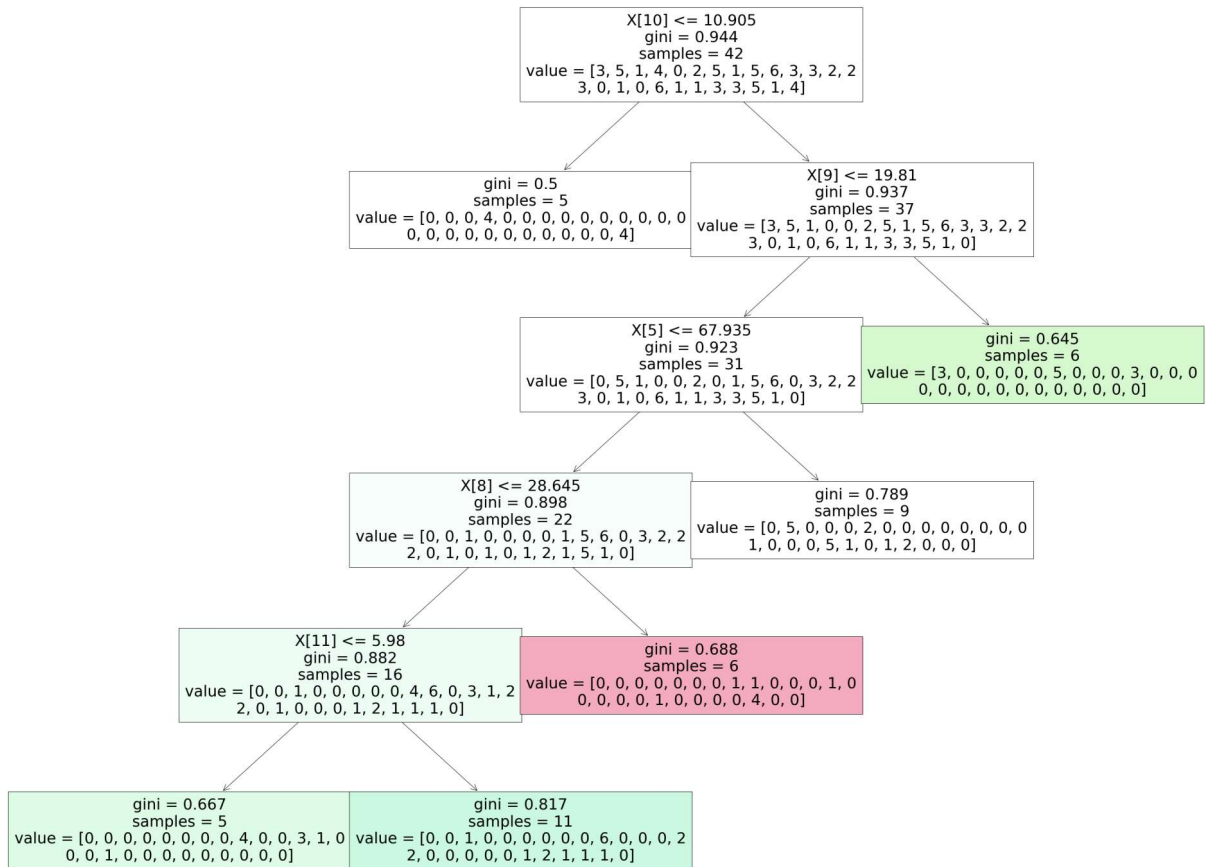 X[10] <= 10.905
gini = 0.944
samples = 42
value = [3, 5, 1, 4, 0, 2, 5, 1, 5, 6, 3, 3, 2, 2
3, 0, 1, 0, 6, 1, 1, 3, 3, 5, 1, 4]
gini = 0.5
samples = 5
value = [0, 0, 0, 4, 0, 0, 0, 0, 0, 0, 0, 0, 0, 0
0, 0, 0, 0, 0, 0, 0, 0, 0, 0, 0, 4]
X[9] <= 19.81
gini = 0.937
samples = 37
value = [3, 5, 1, 0, 0, 2, 5, 1, 5, 6, 3, 3, 2, 2
3, 0, 1, 0, 6, 1, 1, 3, 3, 5, 1, 0]
X[5] <= 67.935
gini = 0.923
samples = 31
value = [0, 5, 1, 0, 0, 2, 0, 1, 5, 6, 0, 3, 2, 2
3, 0, 1, 0, 6, 1, 1, 3, 3, 5, 1, 0]
gini = 0.645
samples = 6
value = [3, 0, 0, 0, 0, 0, 5, 0, 0, 0, 3, 0, 0, 0
0, 0, 0, 0, 0, 0, 0, 0, 0, 0, 0, 0]
X[8] <= 28.645
gini = 0.898
samples = 22
value = [0, 0, 1, 0, 0, 0, 0, 1, 5, 6, 0, 3, 2, 2
2, 0, 1, 0, 1, 0, 1, 2, 1, 5, 1, 0]
gini = 0.789
samples = 9
value = [0, 5, 0, 0, 0, 2, 0, 0, 0, 0, 0, 0, 0, 0
1, 0, 0, 0, 5, 1, 0, 1, 2, 0, 0, 0]
X[11] <= 5.98
gini = 0.882
samples = 16
value = [0, 0, 1, 0, 0, 0, 0, 0, 4, 6, 0, 3, 1, 2
2, 0, 1, 0, 0, 0, 1, 2, 1, 1, 1, 0]
gini = 0.688
samples = 6
value = [0, 0, 0, 0, 0, 0, 0, 1, 1, 0, 0, 0, 1, 0
0, 0, 0, 0, 1, 0, 0, 0, 0, 4, 0, 0]
gini = 0.667
samples = 5
value = [0, 0, 0, 0, 0, 0, 0, 0, 4, 0, 0, 3, 1, 0
0, 0, 1, 0, 0, 0, 0, 0, 0, 0, 0, 0]
gini = 0.817
samples = 11
value = [0, 0, 1, 0, 0, 0, 0, 0, 0, 6, 0, 0, 0, 2
2, 0, 0, 0, 0, 0, 1, 2, 1, 1, 1, 0]